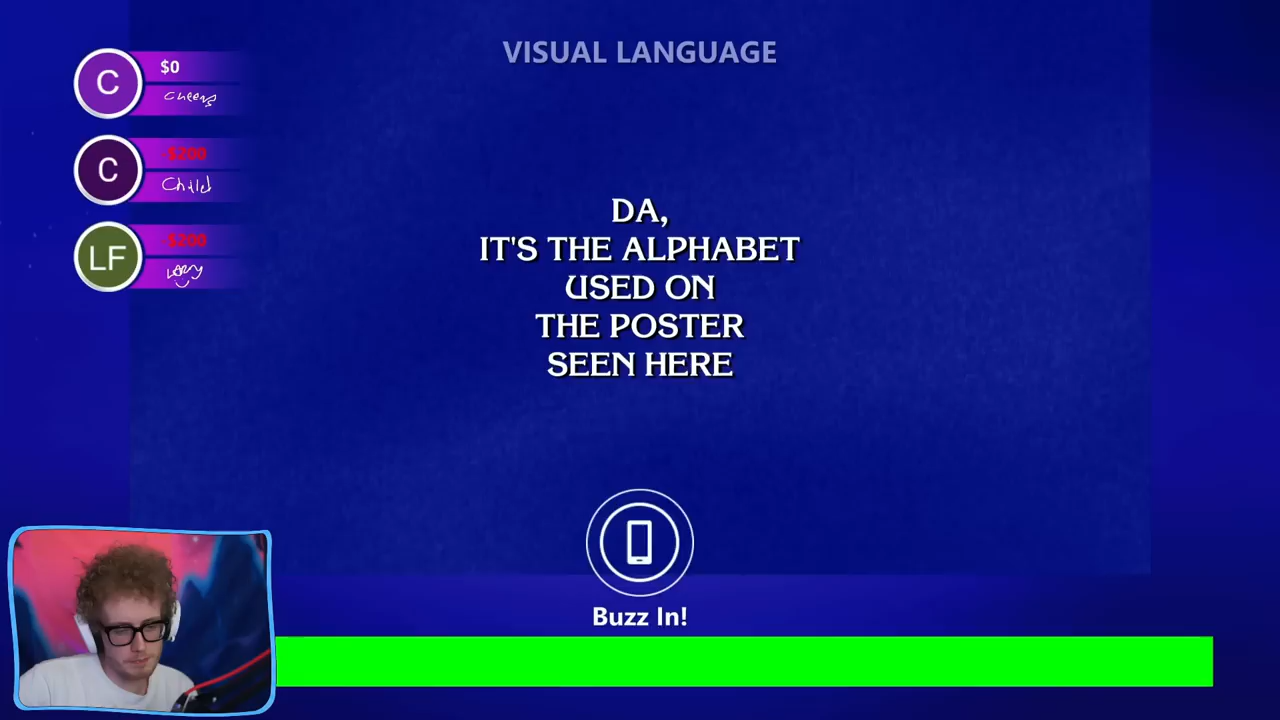 VISUAL LANGUAGE
C
$0
Cheers
C
-$200
Child
LF
-$200
DA,
IT'S THE ALPHABET
USED ON
THE POSTER
SEEN HERE
Buzz In!